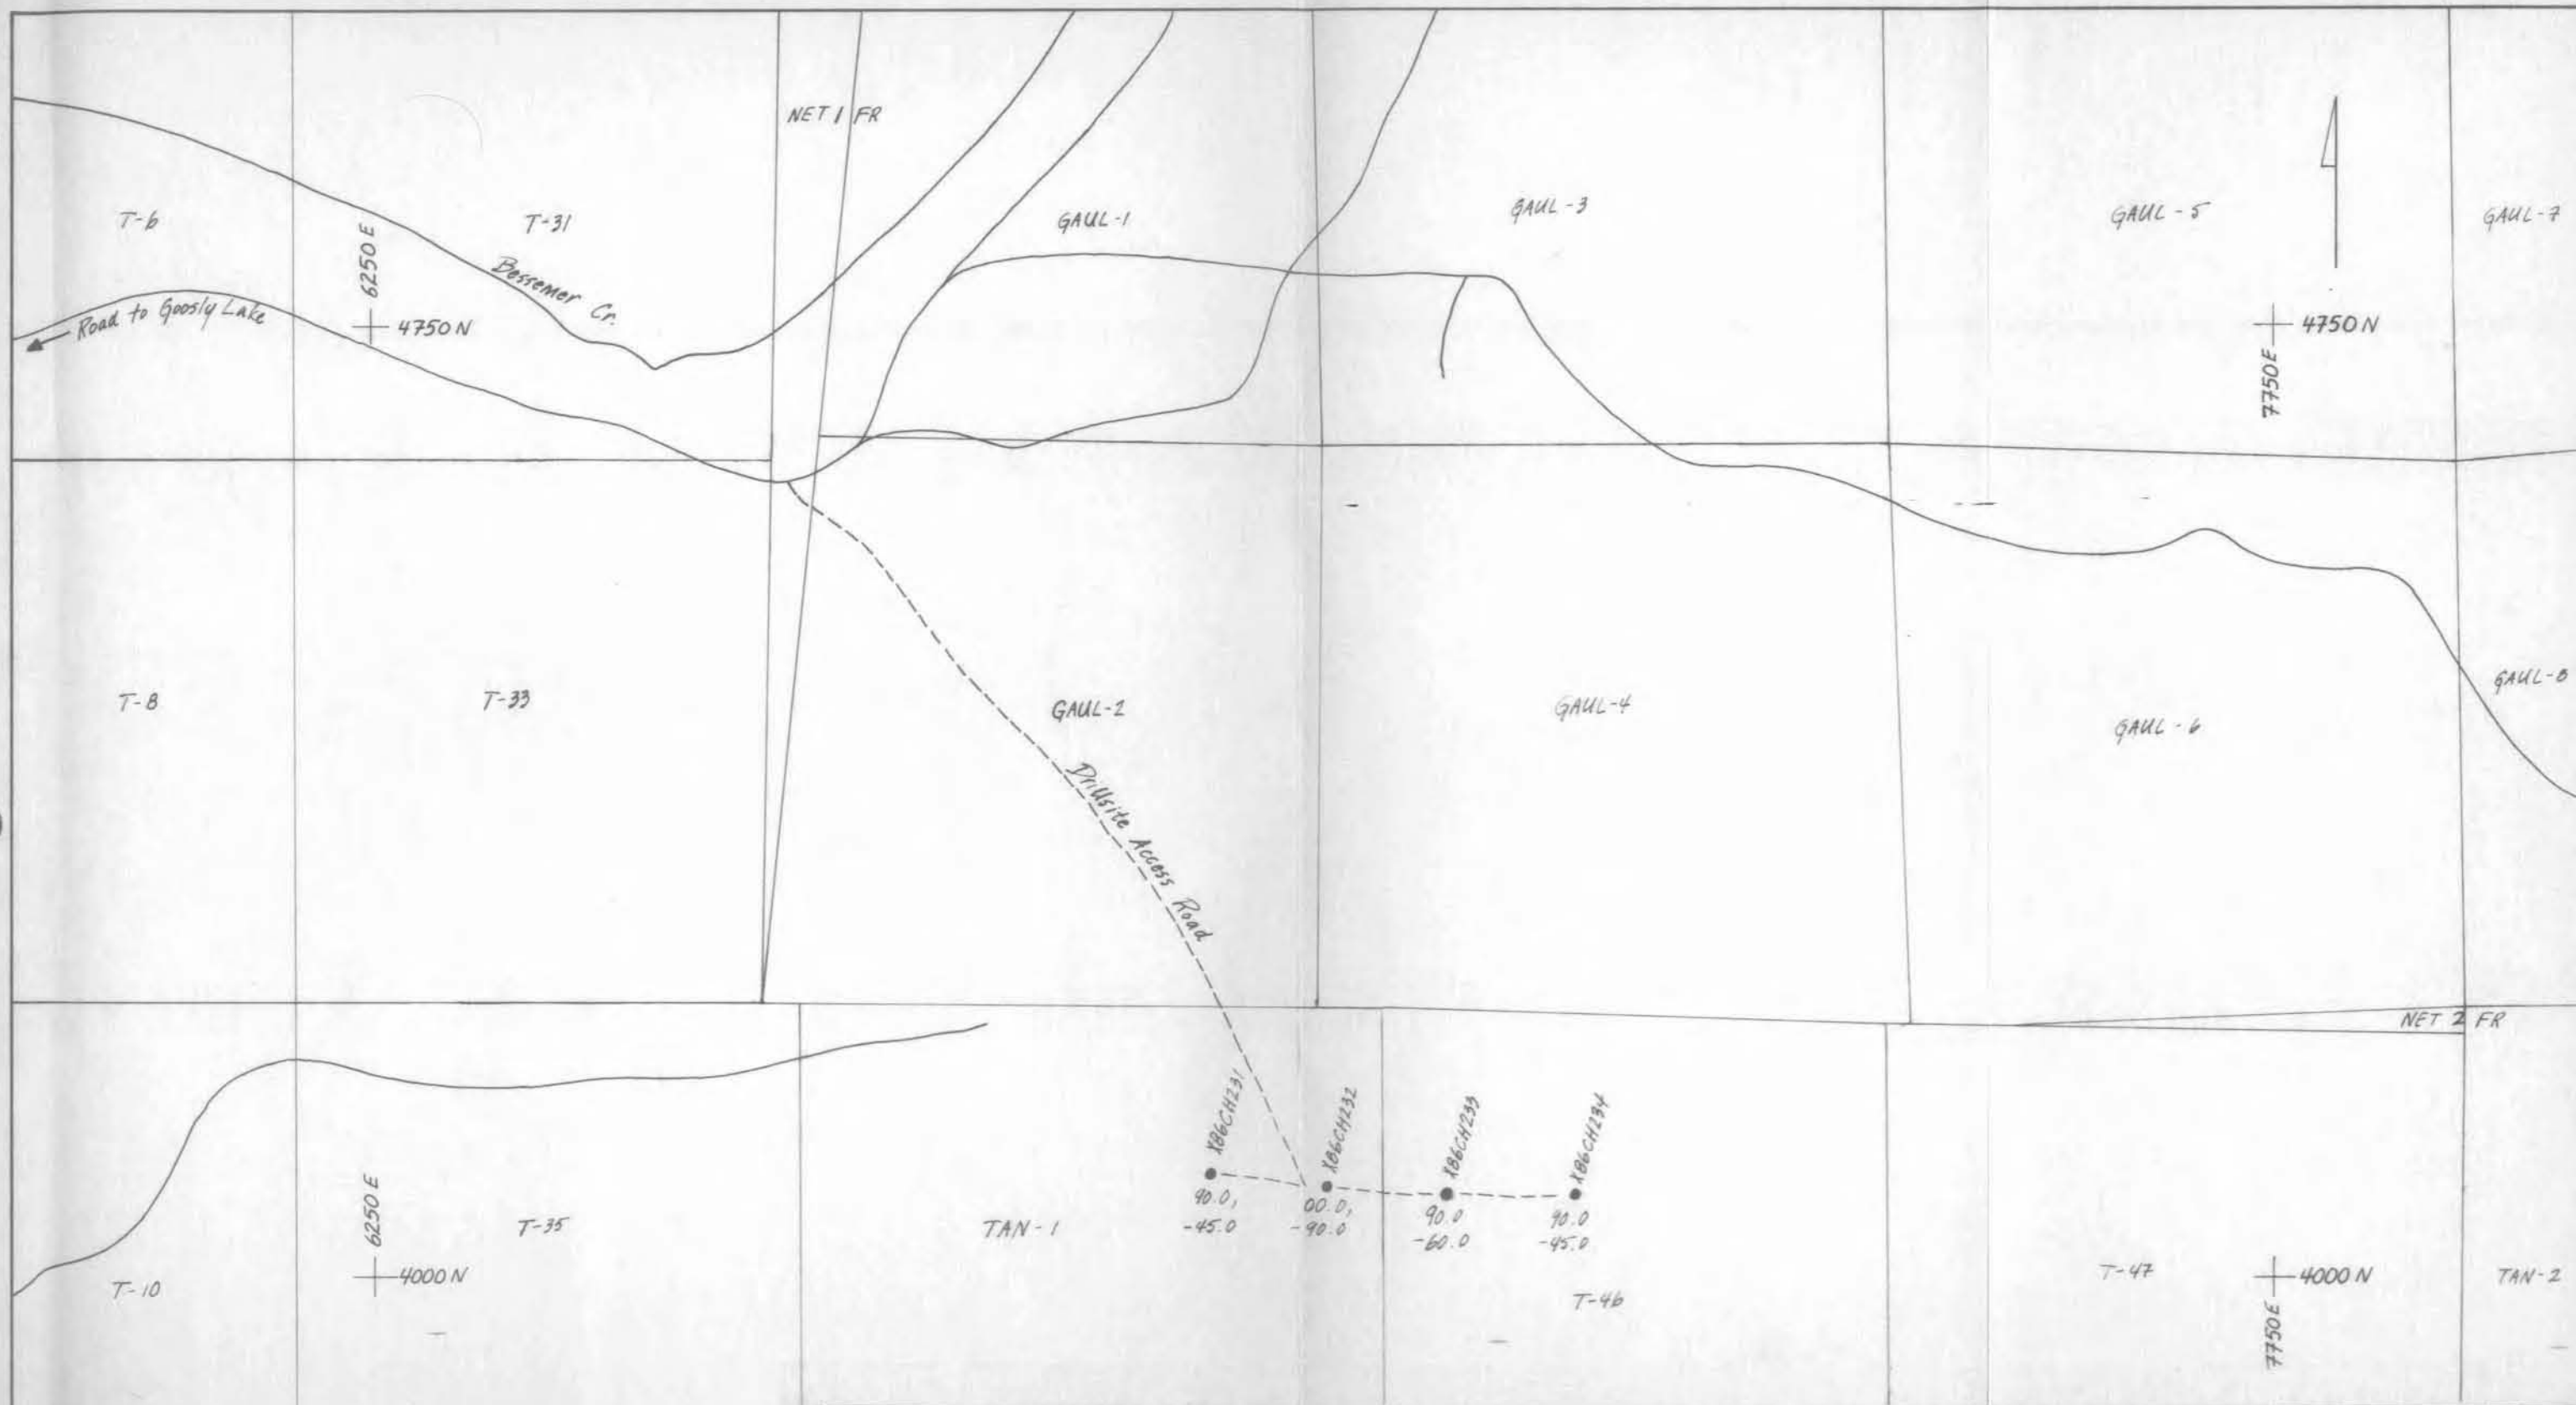 NET 1 FR
T-6
T-31
GAUL-1
GAUL-3
GAUL-5
GAUL-7
6250 E
4750 N
Bessemer Cr.
Road to Goosly Lake
4750 N
7750 E
T-8
T-33
GAUL-2
GAUL-4
GAUL-6
GAUL-8
Drillsite Access Road
NET 2 FR
X86CH231
X86CH232
X86CH233
X86CH234
90.0,
-45.0
00.0,
-90.0
90.0
-60.0
90.0
-45.0
6250 E
4000 N
T-10
T-35
TAN-1
T-46
T-47
4000 N
7750 E
TAN-2